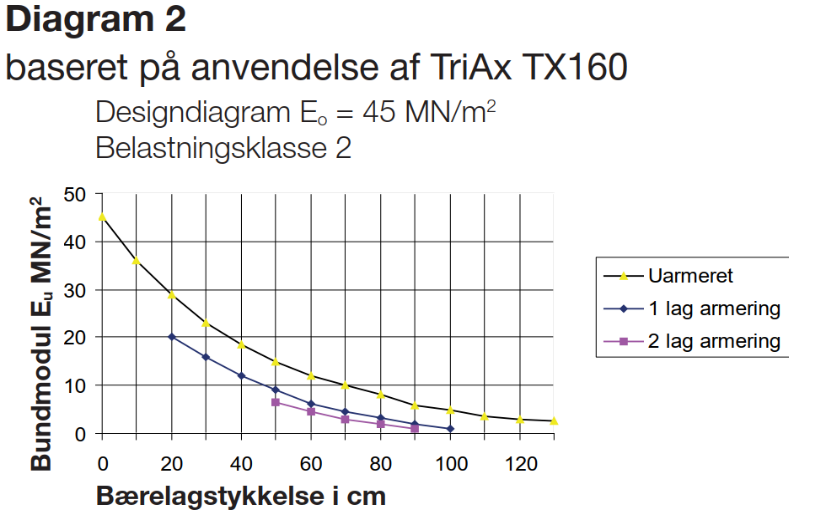 Diagram 2
baseret på anvendelse af TriAx TX160
Designdiagram Eₒ = 45 MN/m²
Belastningsklasse 2
Bundmodul Eᵤ MN/m²
50
40
30
20
10
0
0 20 40 60 80 100 120
Bærelagstykkelse i cm
Uarmeret
1 lag armering
2 lag armering